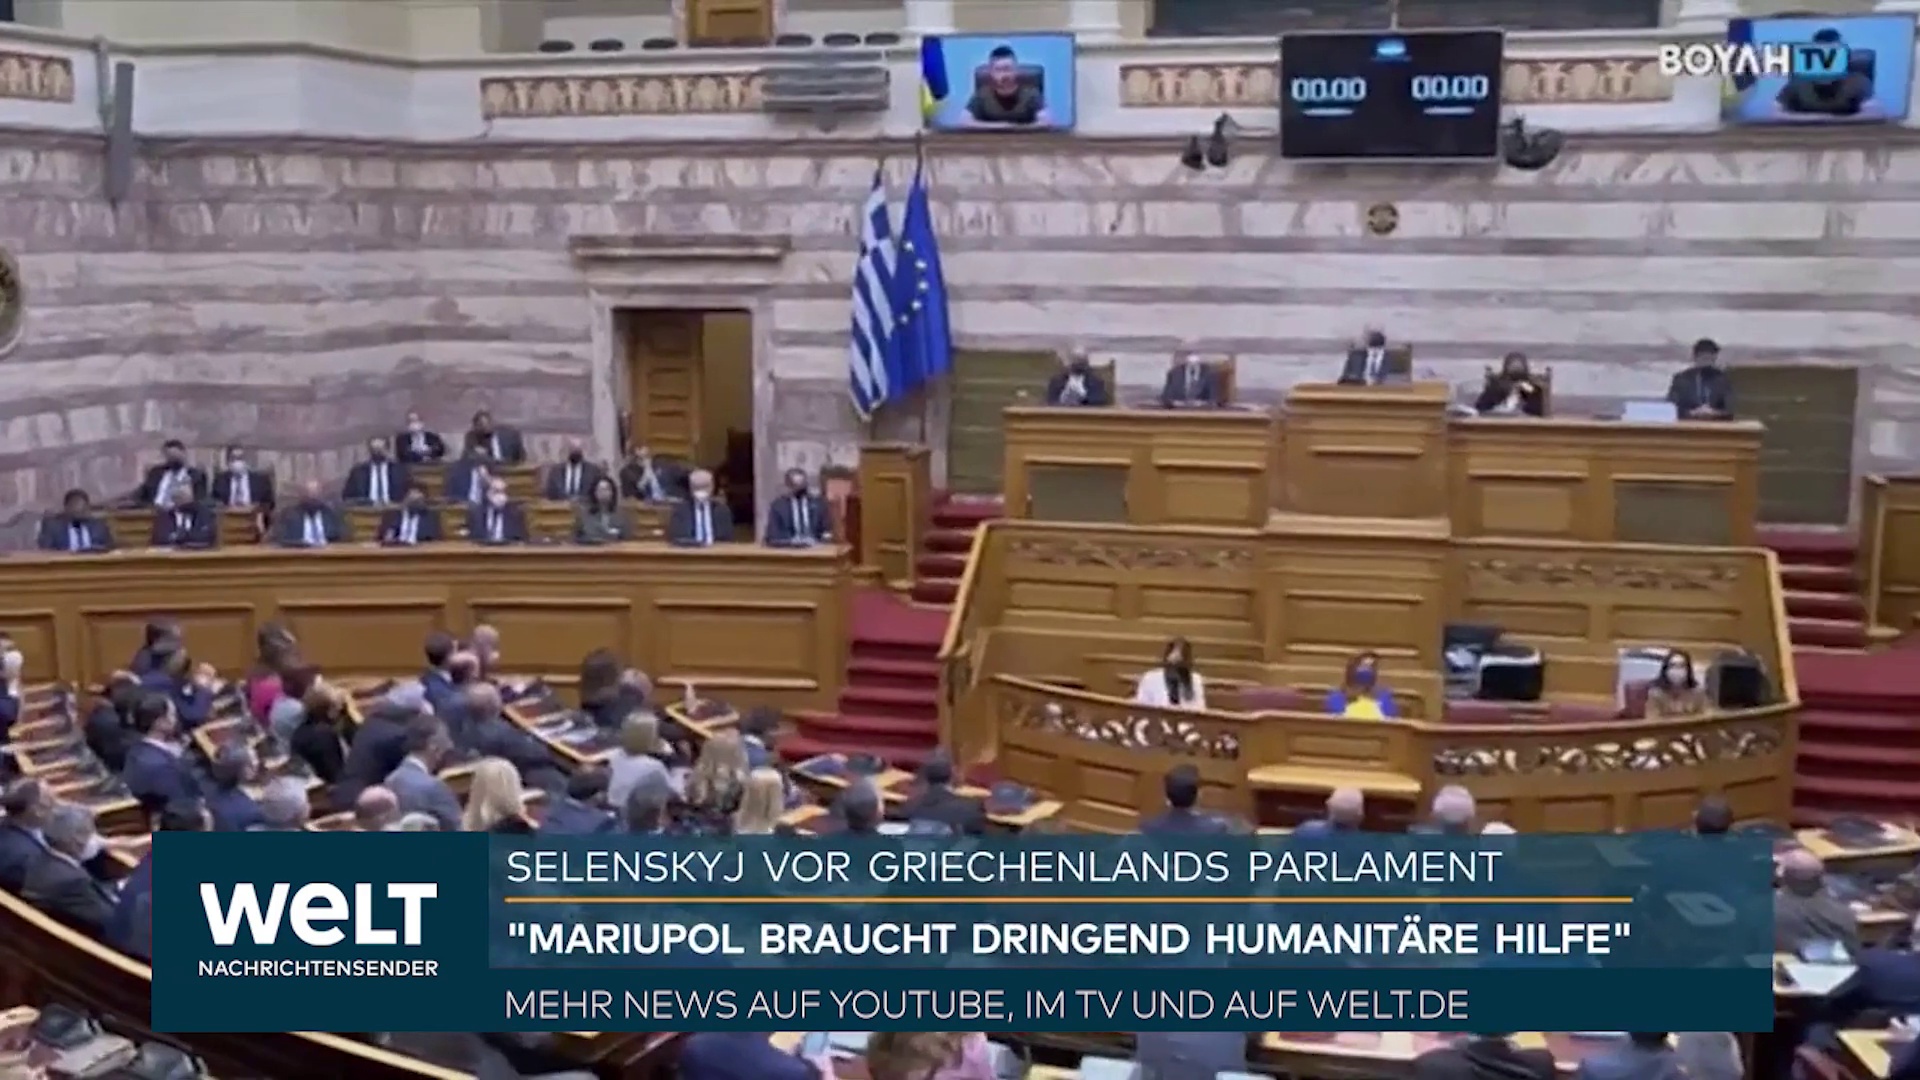 ΒΟΥΛΗ TV
00.00 00.00
SELENSKYJ VOR GRIECHENLANDS PARLAMENT
welt
NACHRICHTENSENDER
"MARIUPOL BRAUCHT DRINGEND HUMANITÄRE HILFE"
MEHR NEWS AUF YOUTUBE, IM TV UND AUF WELT.DE